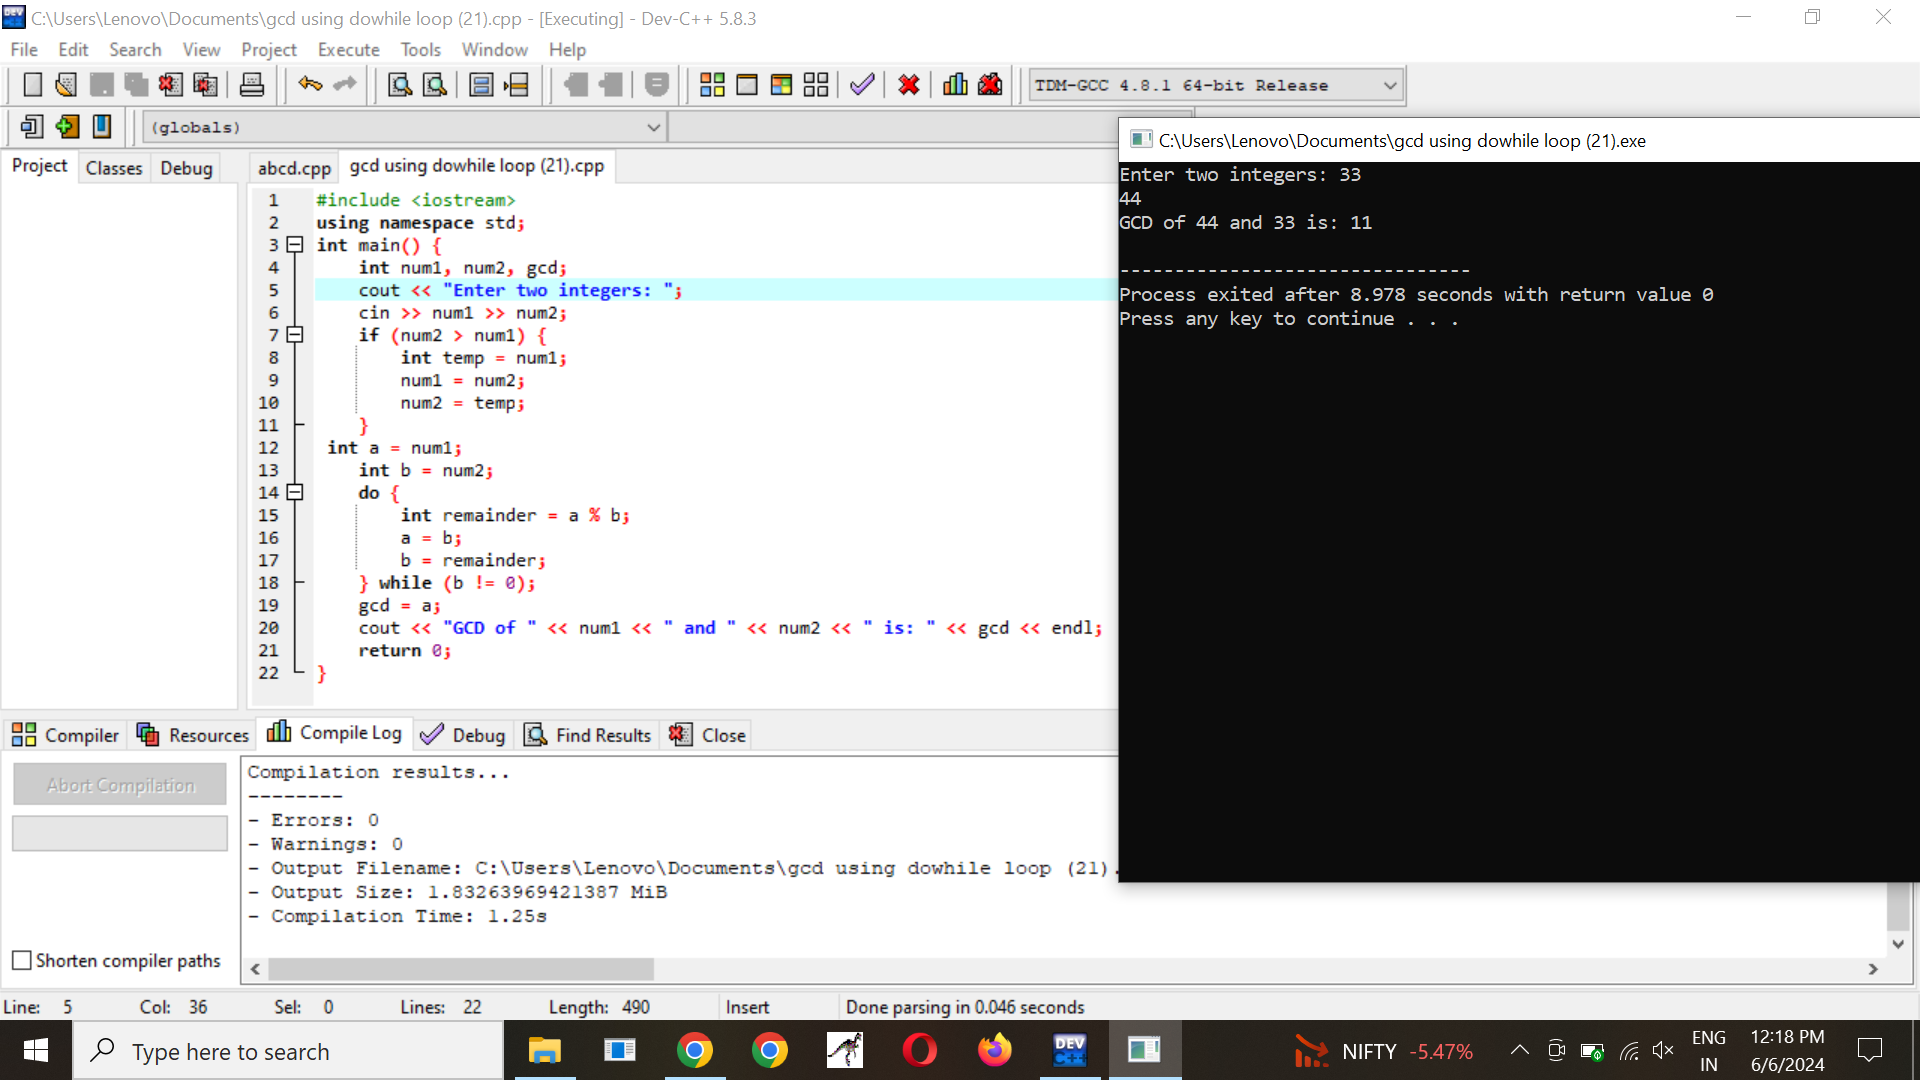 C:\Users\Lenovo\Documents\gcd using dowhile loop (21).cpp - [Executing] - Dev-C++ 5.8.3
File Edit Search View Project Execute Tools Window Help
TDM-GCC 4.8.1 64-bit Release
(globals)
Project Classes Debug
abcd.cpp gcd using dowhile loop (21).cpp
1 #include <iostream>
2 using namespace std;
3 int main() {
4 int num1, num2, gcd;
5 cout << "Enter two integers: ";
6 cin >> num1 >> num2;
7 if (num2 > num1) {
8 int temp = num1;
9 num1 = num2;
10 num2 = temp;
11 }
12 int a = num1;
13 int b = num2;
14 do {
15 int remainder = a % b;
16 a = b;
17 b = remainder;
18 } while (b != 0);
19 gcd = a;
20 cout << "GCD of " << num1 << " and " << num2 << " is: " << gcd << endl;
21 return 0;
22 }
C:\Users\Lenovo\Documents\gcd using dowhile loop (21).exe
Enter two integers: 33
44
GCD of 44 and 33 is: 11
--------------------------------
Process exited after 8.978 seconds with return value 0
Press any key to continue . . .
Compiler Resources Compile Log Debug Find Results Close
Abort Compilation
Shorten compiler paths
Compilation results...
--------
- Errors: 0
- Warnings: 0
- Output Filename: C:\Users\Lenovo\Documents\gcd using dowhile loop (21).
- Output Size: 1.83263969421387 MiB
- Compilation Time: 1.25s
Line: 5 Col: 36 Sel: 0 Lines: 22 Length: 490 Insert Done parsing in 0.046 seconds
Type here to search
DEV C++
NIFTY -5.47%
ENG
IN
12:18 PM
6/6/2024